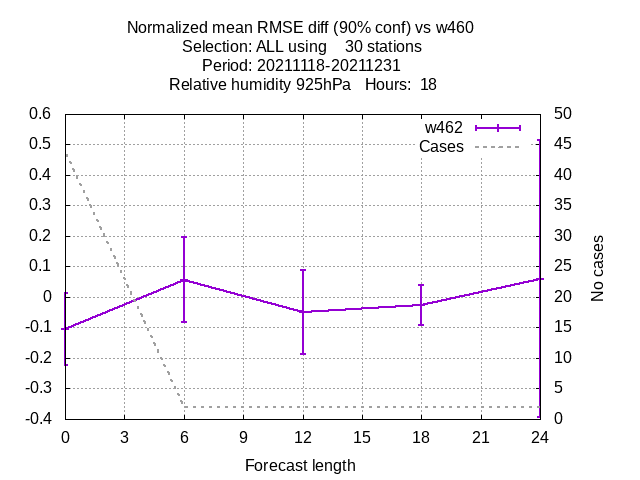 Normalized mean RMSE diff (90% conf) vs w460
Selection: ALL using    30 stations
Period: 20211118-20211231
Relative humidity 925hPa   Hours:  18
w462
Cases
0.6
0.5
0.4
0.3
0.2
0.1
0
-0.1
-0.2
-0.3
-0.4
50
45
40
35
30
25
20
15
10
5
0
No cases
0 3 6 9 12 15 18 21 24
Forecast length